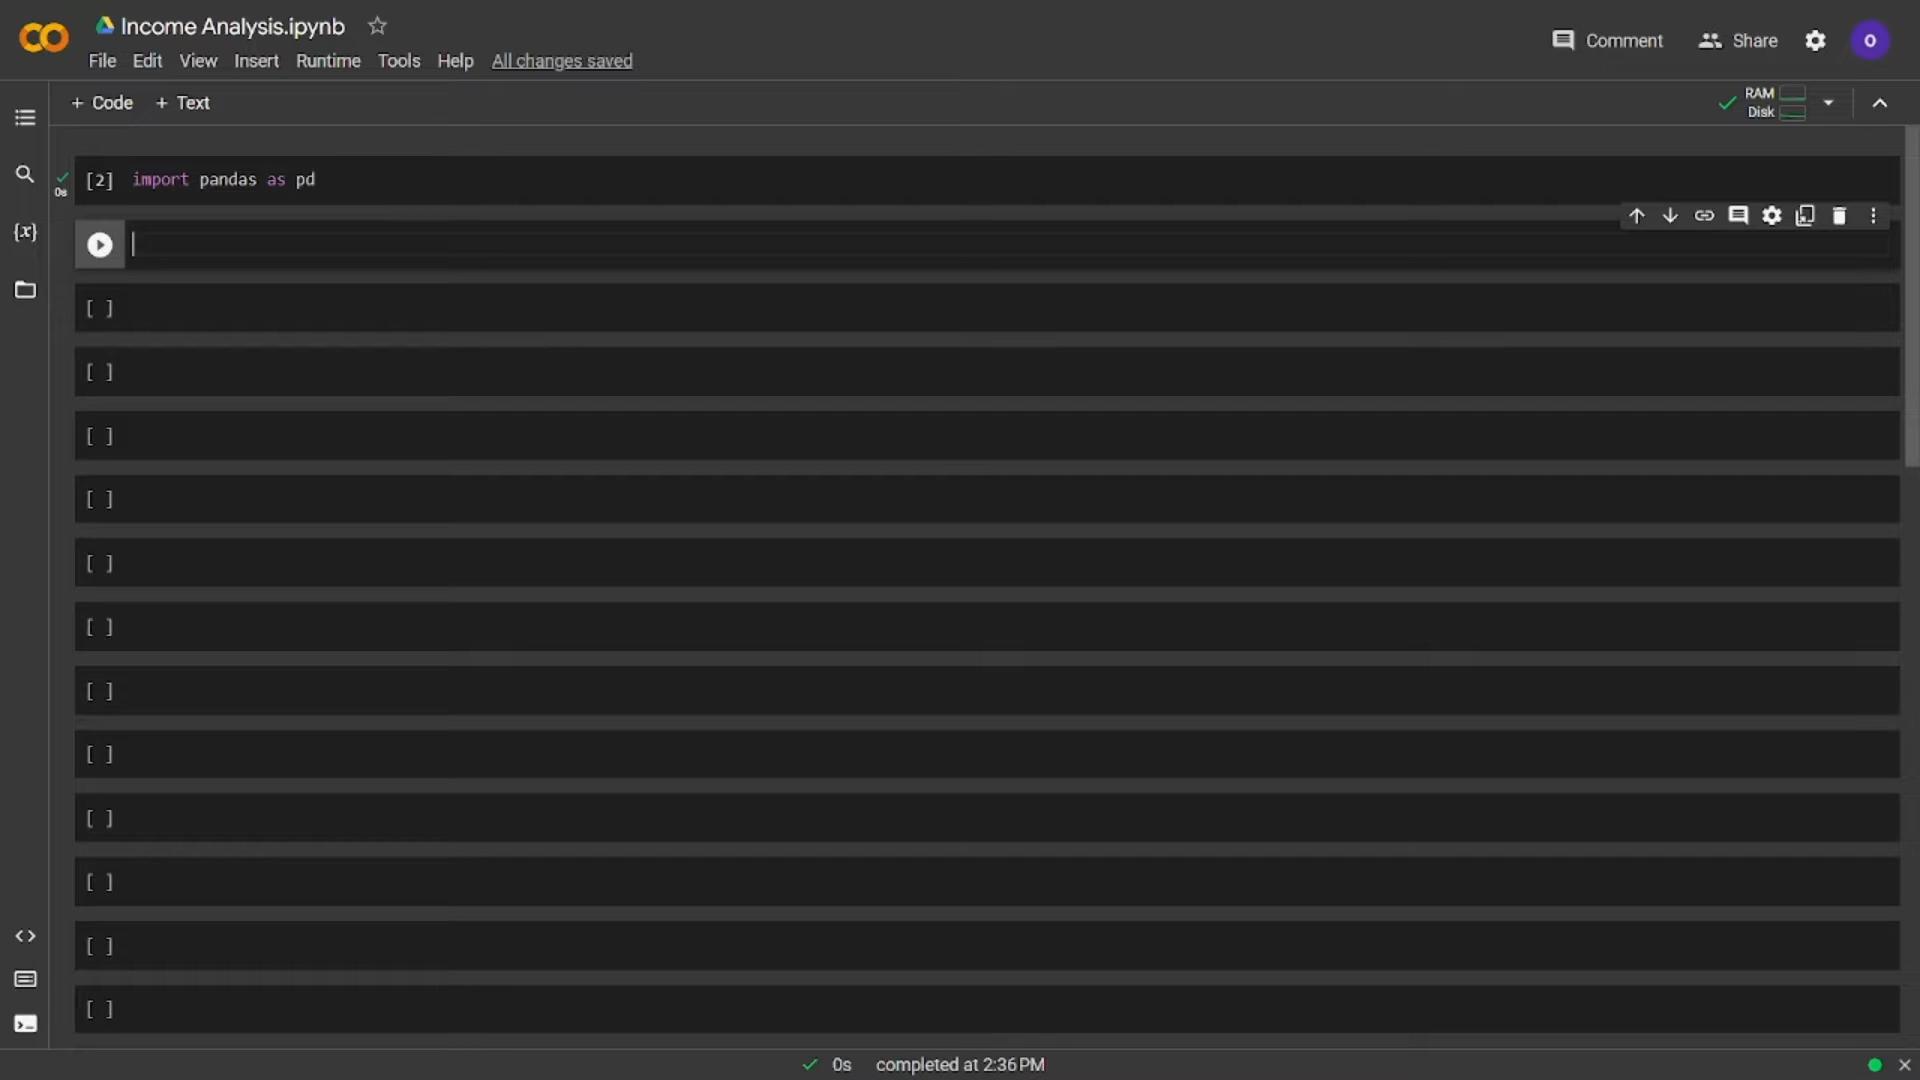 Income Analysis.ipynb
Comment
Share
O
File Edit View Insert Runtime Tools Help All changes saved
+ Code + Text
RAM
Disk
{x}
0s
[2] import pandas as pd
[ ]
[ ]
[ ]
[ ]
[ ]
[ ]
[ ]
[ ]
[ ]
[ ]
[ ]
[ ]
0s completed at 2:36 PM